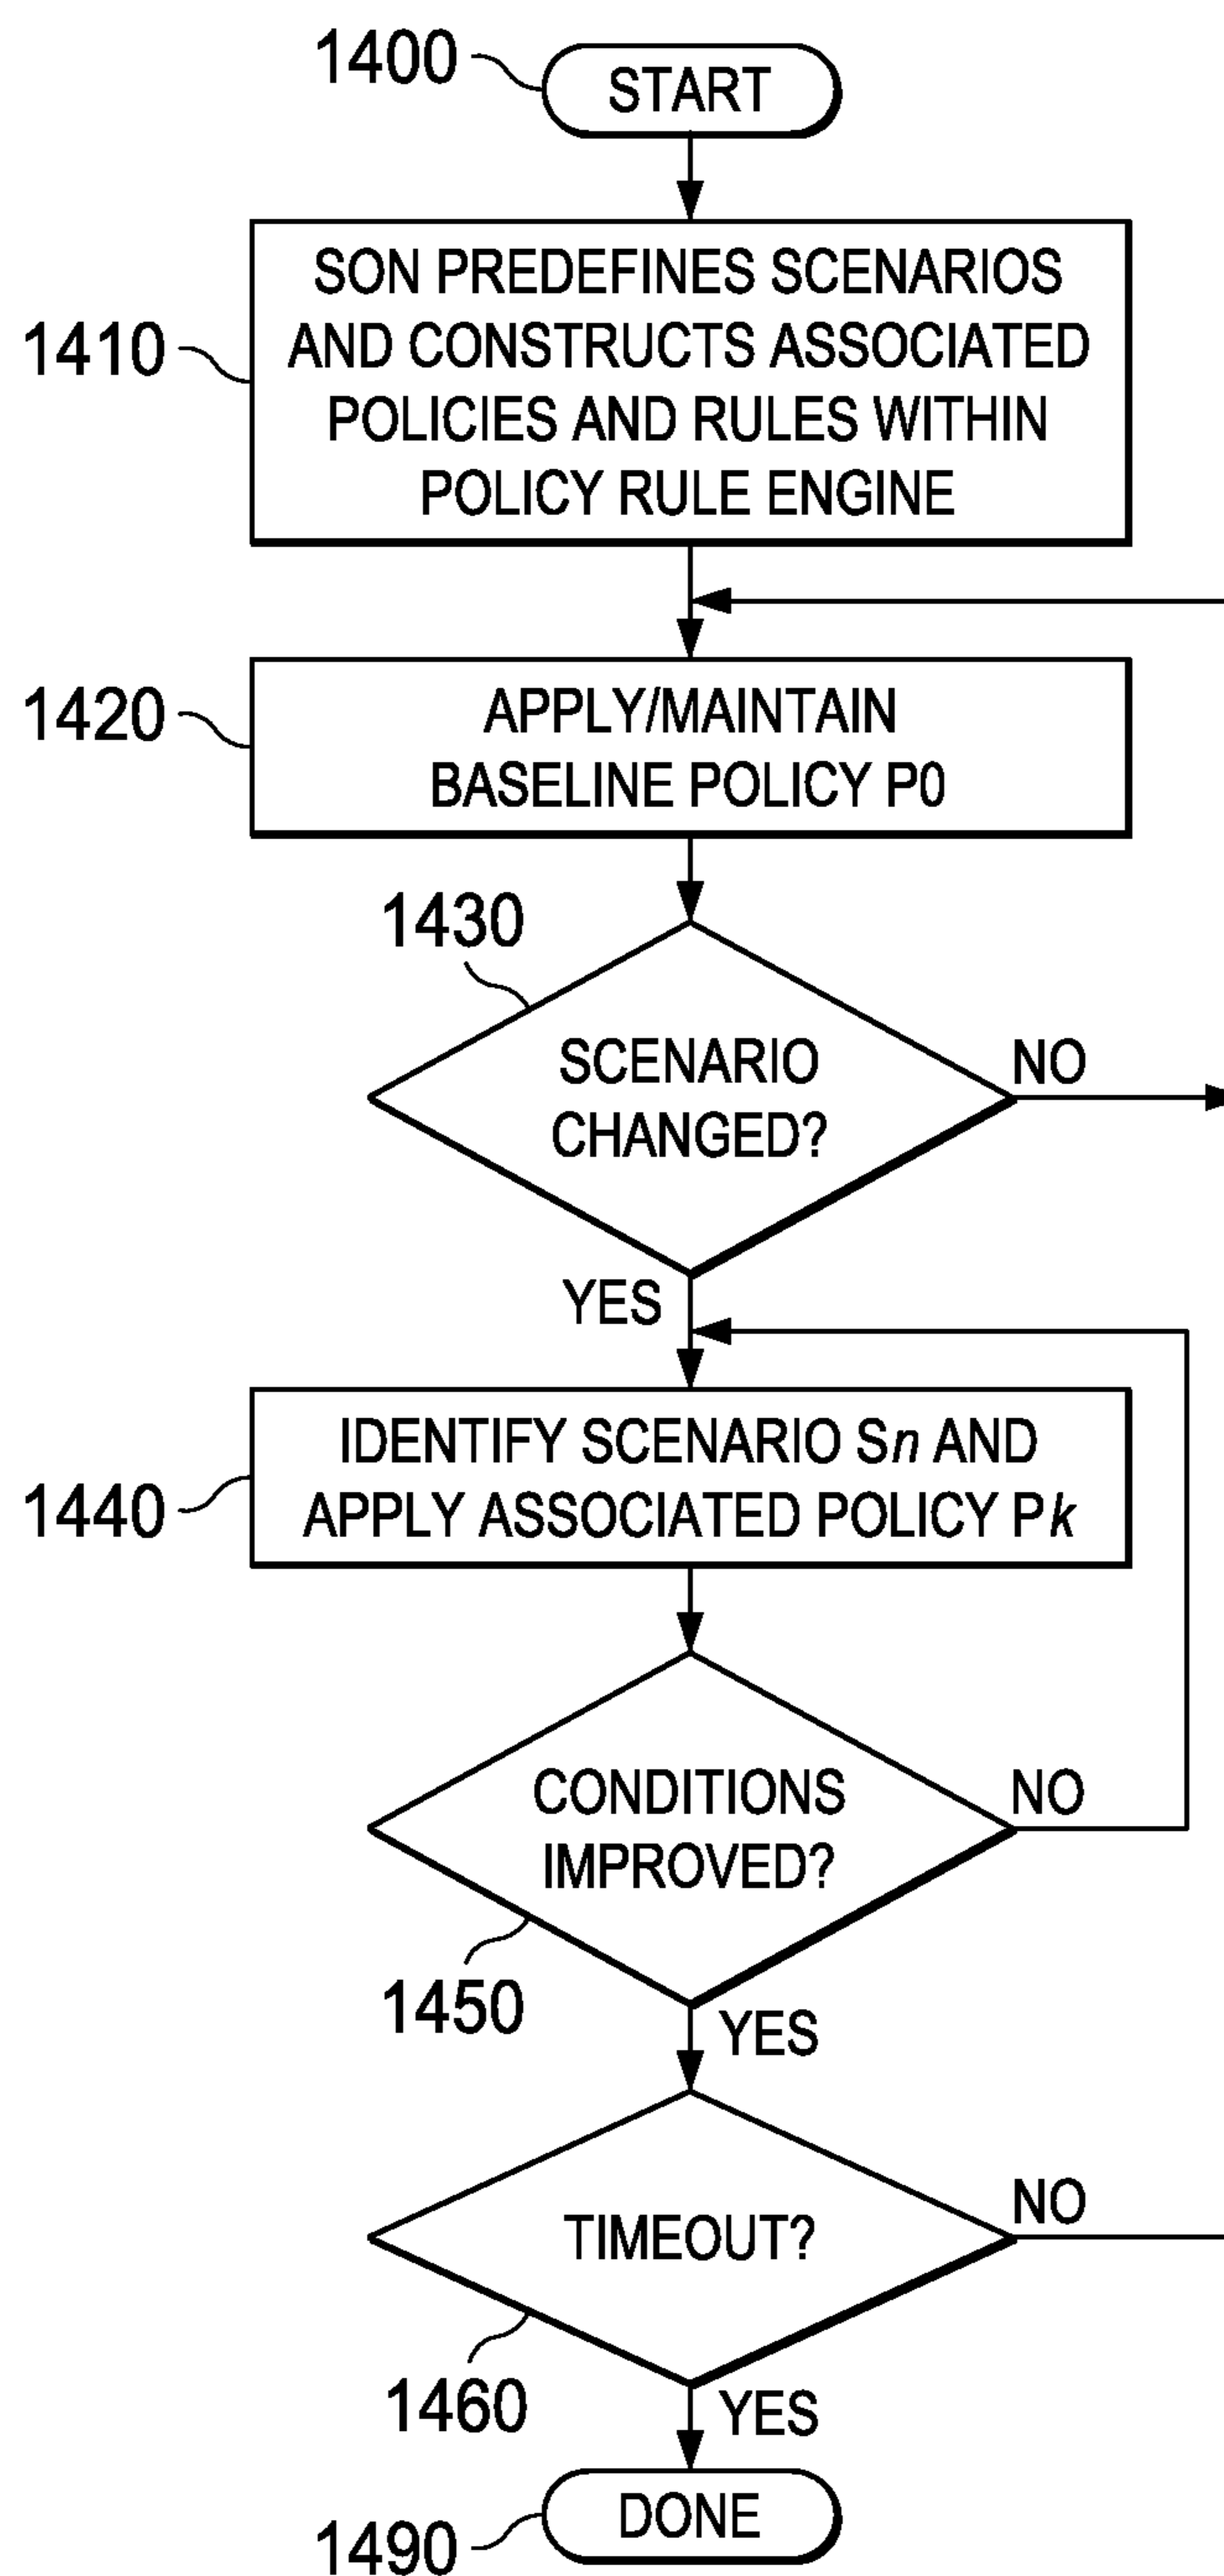 1400
START
1410
SON PREDEFINES SCENARIOS
AND CONSTRUCTS ASSOCIATED
POLICIES AND RULES WITHIN
POLICY RULE ENGINE
1420
APPLY/MAINTAIN
BASELINE POLICY P0
1430
SCENARIO
CHANGED?
NO
YES
1440
IDENTIFY SCENARIO Sn AND
APPLY ASSOCIATED POLICY Pk
CONDITIONS
IMPROVED?
NO
1450
YES
TIMEOUT?
NO
1460
YES
DONE
1490